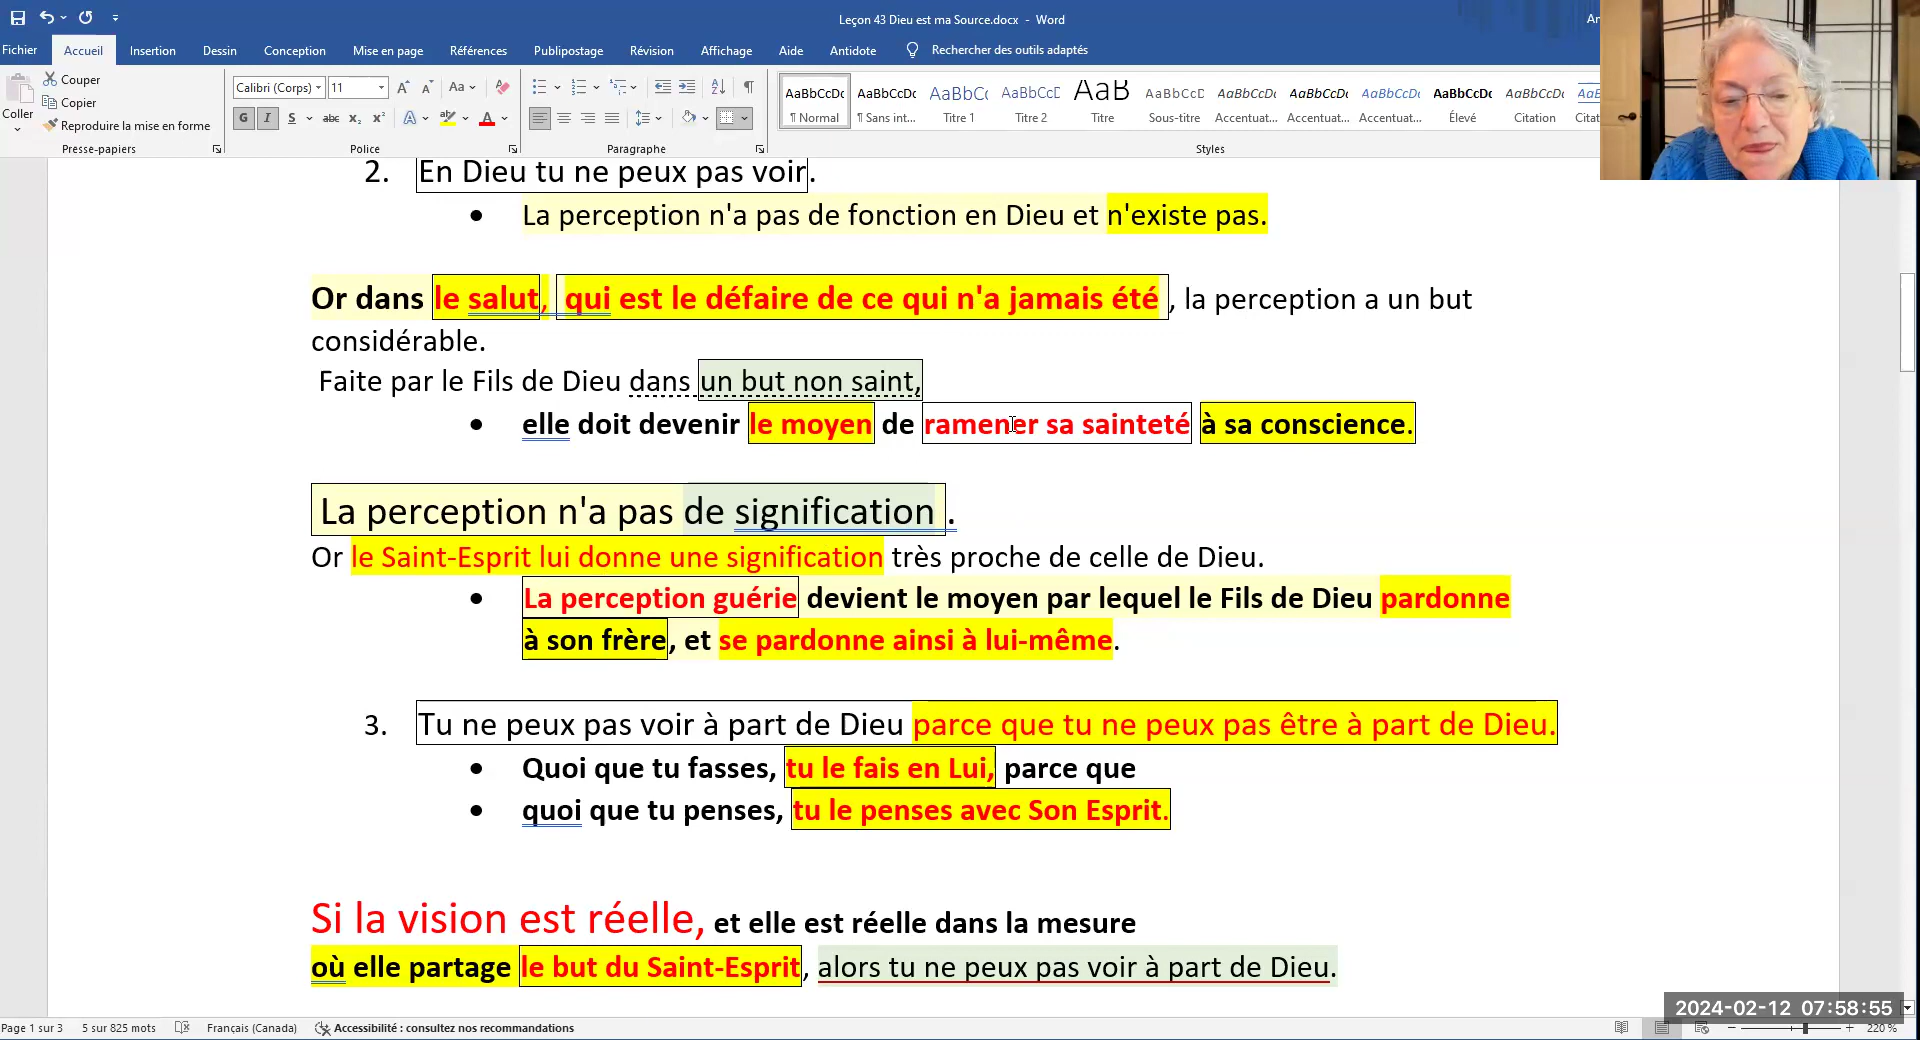 Leçon 43 Dieu est ma Source.docx - Word
Fichier Accueil Insertion Dessin Conception Mise en page Références Publipostage Révision Affichage Aide Antidote Rechercher des outils adaptés
Coller
Couper
Copier
Reproduire la mise en forme
Presse-papiers
Calibri (Corps) 11
Police
Paragraphe
AaBbCcDc AaBbCcDc AaBbC( AaBbCcD AaB AaBbCcD AaBbCcDc AaBbCcDc AaBbCcDc AaBbCcDc AaBbCcDc
¶ Normal ¶ Sans int... Titre 1 Titre 2 Titre Sous-titre Accentuat... Accentuat... Accentuat... Élevé Citation
Styles
2. En Dieu tu ne peux pas voir.
• La perception n'a pas de fonction en Dieu et n'existe pas.
Or dans le salut, qui est le défaire de ce qui n'a jamais été , la perception a un but
considérable.
Faite par le Fils de Dieu dans un but non saint,
• elle doit devenir le moyen de ramener sa sainteté à sa conscience.
La perception n'a pas de signification .
Or le Saint-Esprit lui donne une signification très proche de celle de Dieu.
• La perception guérie devient le moyen par lequel le Fils de Dieu pardonne
à son frère, et se pardonne ainsi à lui-même.
3. Tu ne peux pas voir à part de Dieu parce que tu ne peux pas être à part de Dieu.
• Quoi que tu fasses, tu le fais en Lui, parce que
• quoi que tu penses, tu le penses avec Son Esprit.
Si la vision est réelle, et elle est réelle dans la mesure
où elle partage le but du Saint-Esprit, alors tu ne peux pas voir à part de Dieu.
2024-02-12 07:58:55
Page 1 sur 3 5 sur 825 mots Français (Canada) Accessibilité : consultez nos recommandations 220 %